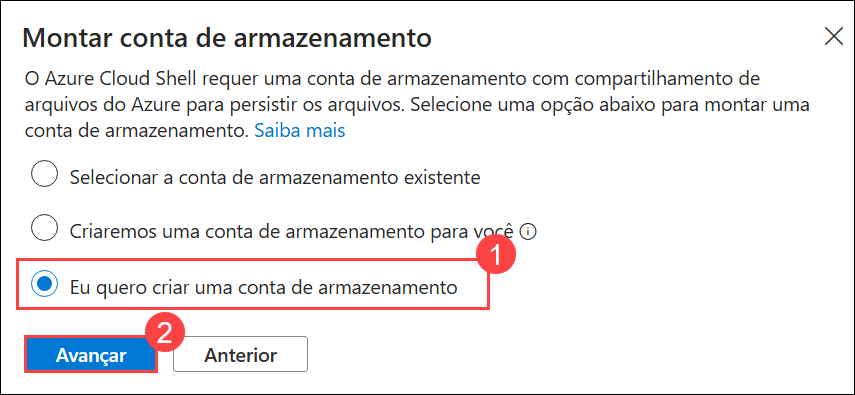 Montar conta de armazenamento
O Azure Cloud Shell requer uma conta de armazenamento com compartilhamento de
arquivos do Azure para persistir os arquivos. Selecione uma opção abaixo para montar uma
conta de armazenamento. Saiba mais
Selecionar a conta de armazenamento existente
Criaremos uma conta de armazenamento para você
1
Eu quero criar uma conta de armazenamento
2
Avançar
Anterior